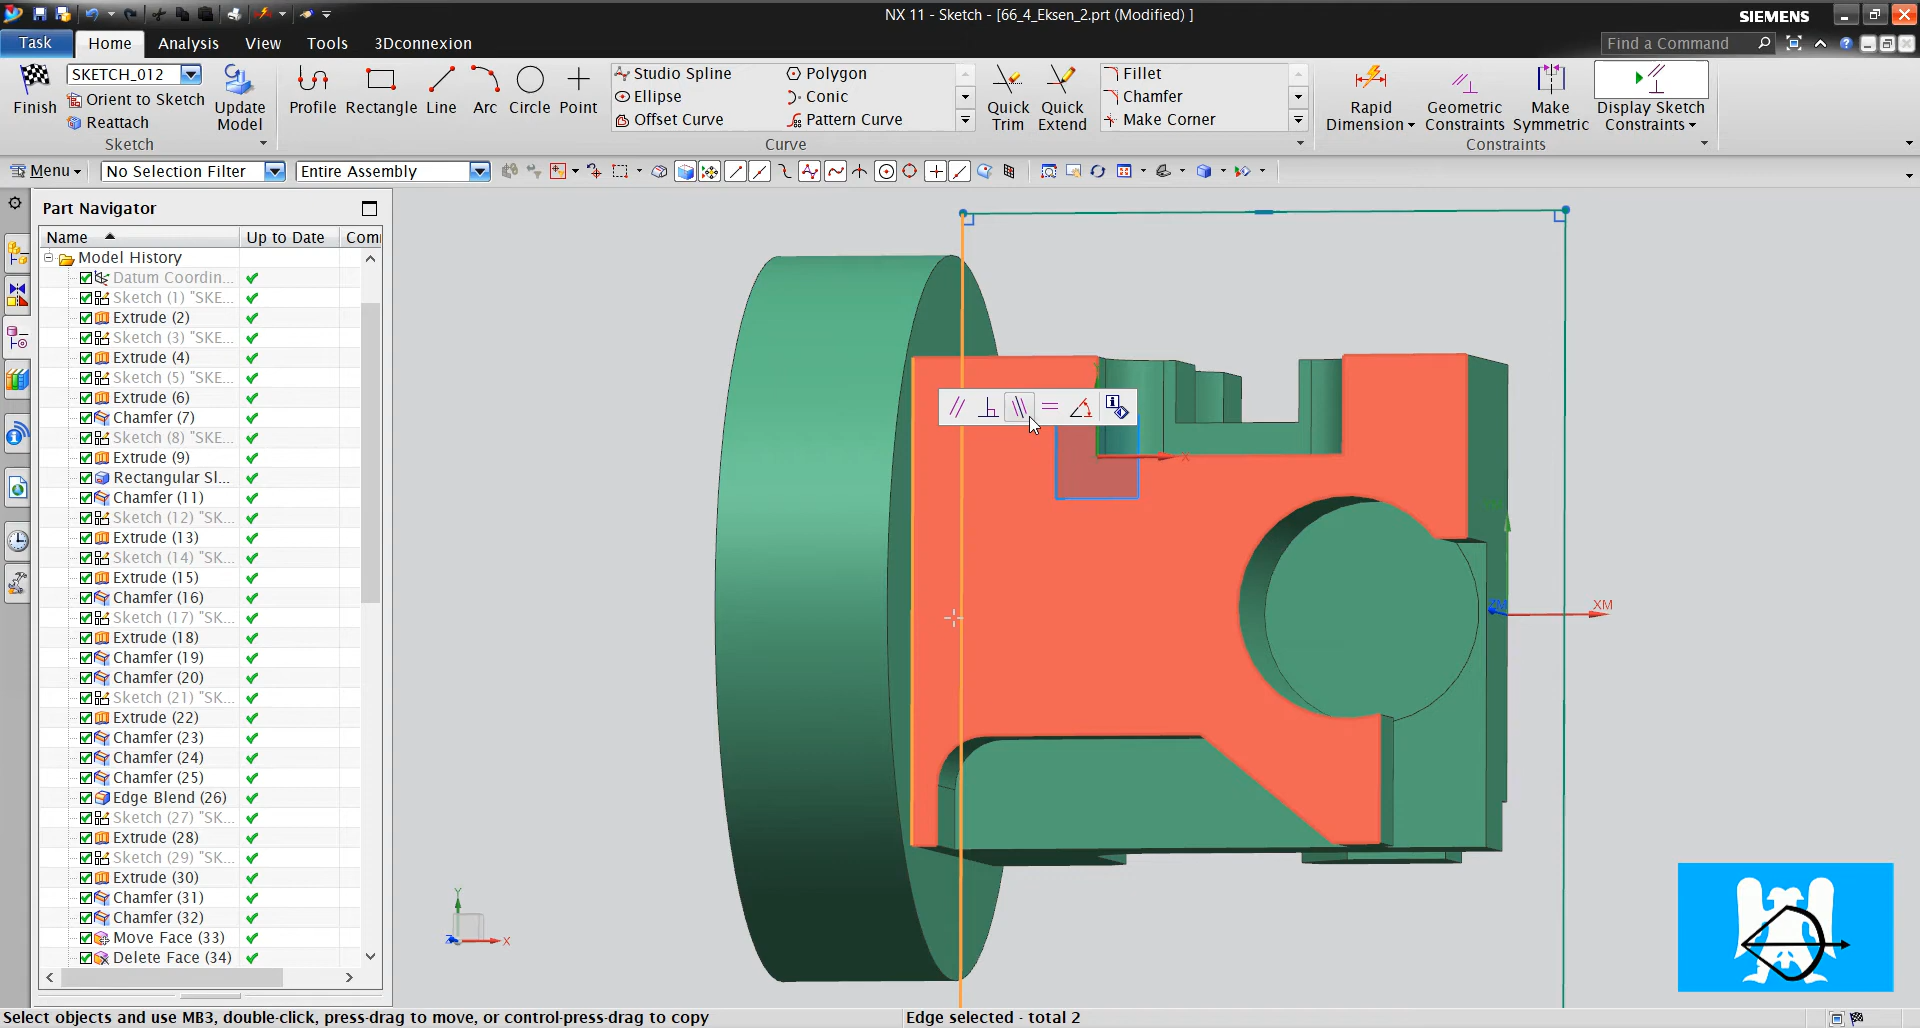 NX 11 - Sketch - [66_4_Eksen_2.prt (Modified) ]
SIEMENS
Task
Home
Analysis
View
Tools
3Dconnexion
Find a Command
SKETCH_012
Orient to Sketch
Reattach
Finish
Update
Model
Profile
Rectangle
Line
Arc
Circle
Point
Studio Spline
Ellipse
Offset Curve
Polygon
Conic
Pattern Curve
Quick
Trim
Quick
Extend
Fillet
Chamfer
Make Corner
Rapid
Dimension
Geometric
Constraints
Make
Symmetric
Display Sketch
Constraints
Sketch
Curve
Constraints
Menu
No Selection Filter
Entire Assembly
Part Navigator
Name
Up to Date
Com
Model History
Datum Coordin...
Sketch (1) "SKE...
Extrude (2)
Sketch (3) "SKE...
Extrude (4)
Sketch (5) "SKE...
Extrude (6)
Chamfer (7)
Sketch (8) "SKE...
Extrude (9)
Rectangular Sl...
Chamfer (11)
Sketch (12) "SK...
Extrude (13)
Sketch (14) "SK...
Extrude (15)
Chamfer (16)
Sketch (17) "SK...
Extrude (18)
Chamfer (19)
Chamfer (20)
Sketch (21) "SK...
Extrude (22)
Chamfer (23)
Chamfer (24)
Chamfer (25)
Edge Blend (26)
Sketch (27) "SK...
Extrude (28)
Sketch (29) "SK...
Extrude (30)
Chamfer (31)
Chamfer (32)
Move Face (33)
Delete Face (34)
X
ZM
XM
Y
Z
X
Select objects and use MB3, double-click, press-drag to move, or control-press-drag to copy
Edge selected - total 2